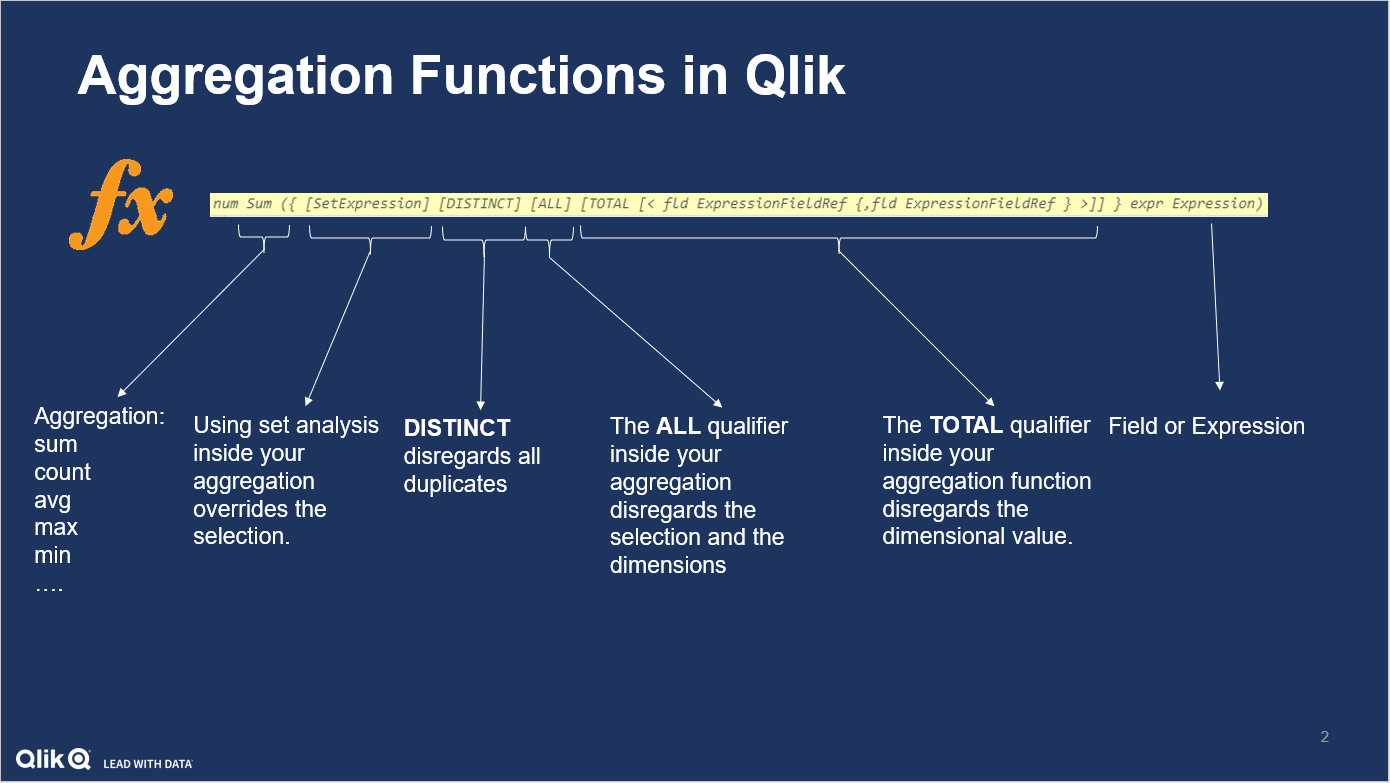 Aggregation Functions in Qlik
fx
num Sum ({ [SetExpression] [DISTINCT] [ALL] [TOTAL [< fld ExpressionFieldRef {,fld ExpressionFieldRef } >]] } expr Expression)
Aggregation:
sum
count
avg
max
min
....
Using set analysis
inside your
aggregation
overrides the
selection.
DISTINCT
disregards all
duplicates
The ALL qualifier
inside your
aggregation
disregards the
selection and the
dimensions
The TOTAL qualifier
inside your
aggregation function
disregards the
dimensional value.
Field or Expression
2
Qlik LEAD WITH DATA